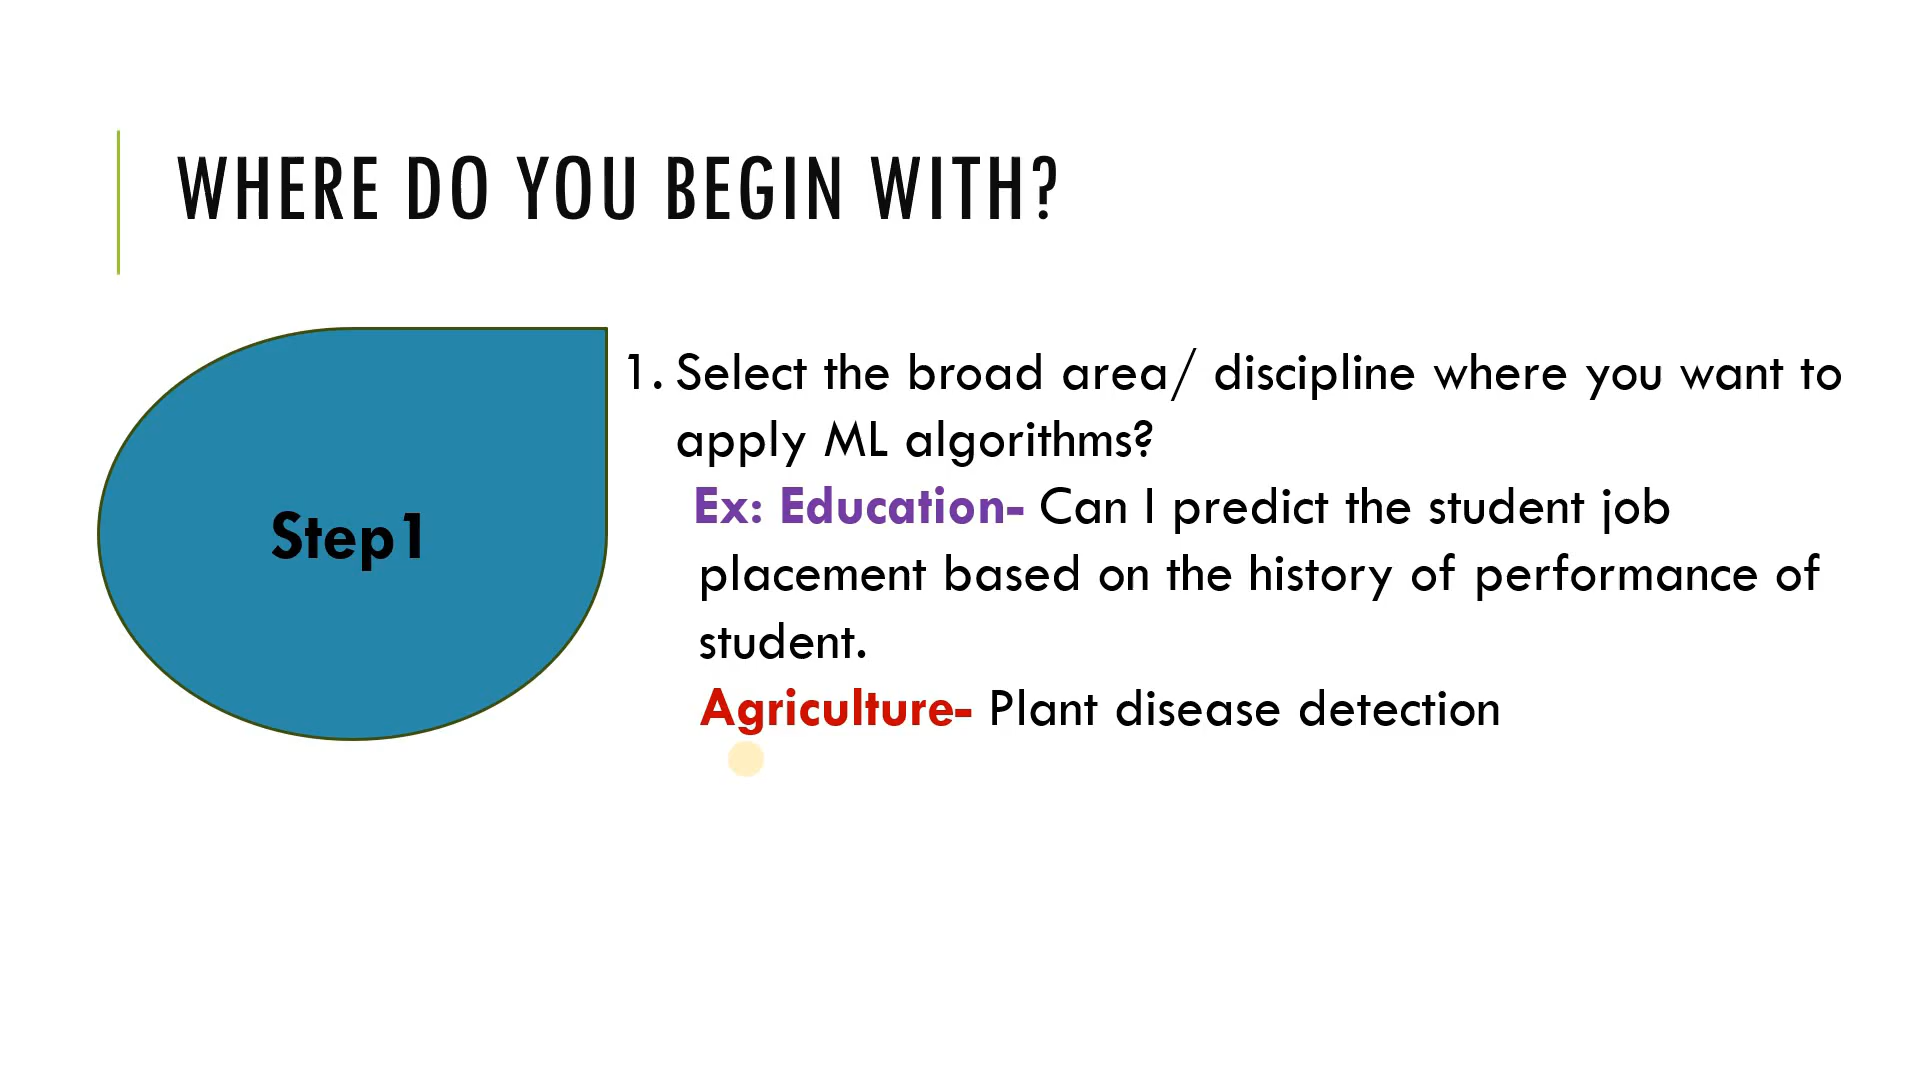 WHERE DO YOU BEGIN WITH?
Step1
1. Select the broad area/ discipline where you want to
apply ML algorithms?
Ex: Education- Can I predict the student job
placement based on the history of performance of
student.
Agriculture- Plant disease detection